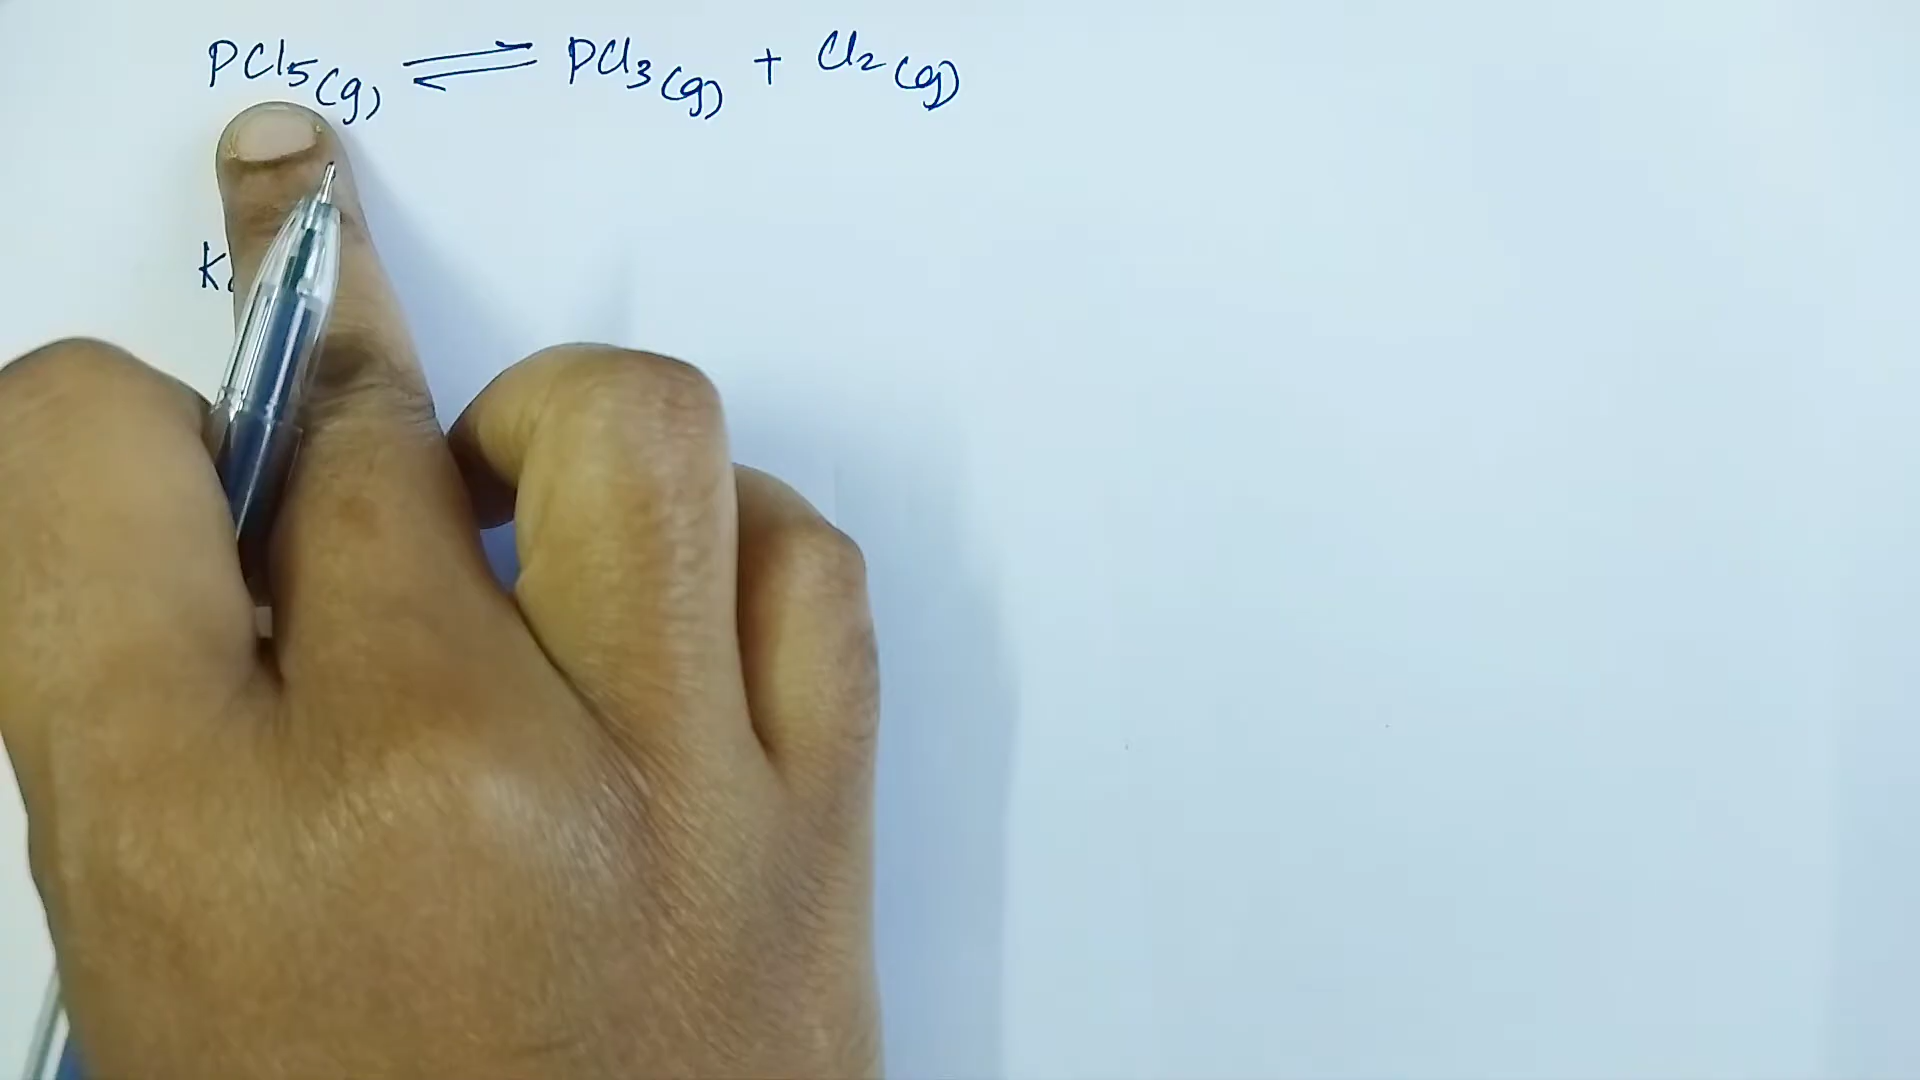 PCl₅(g) ⇌ PCl₃(g) + Cl₂(g)
K